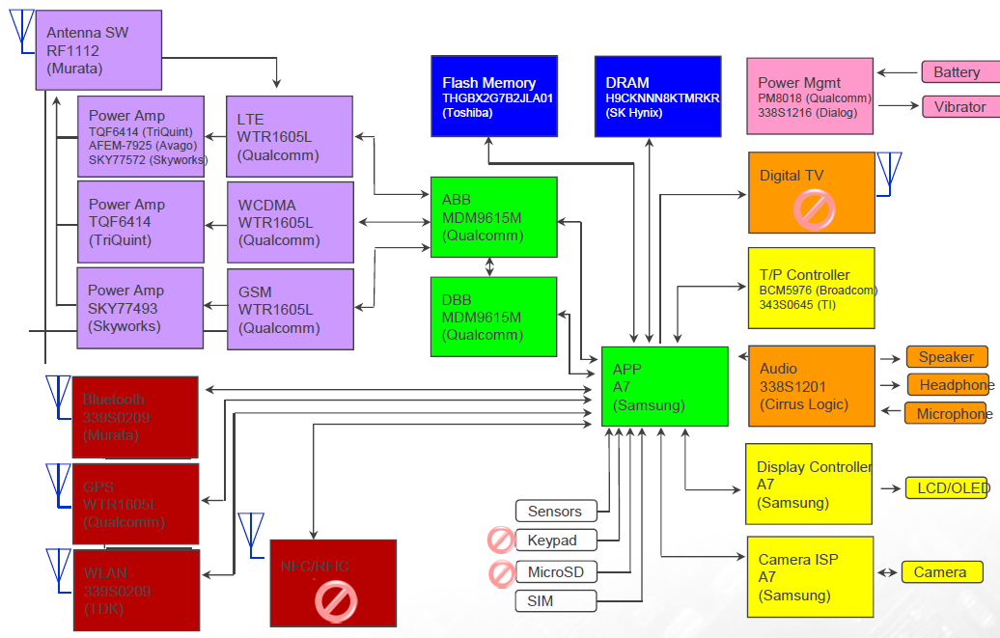 Antenna SW
RF1112
(Murata)
Power Amp
TQF6414 (TriQuint)
AFEM-7925 (Avago)
SKY77572 (Skyworks)
LTE
WTR1605L
(Qualcomm)
Power Amp
TQF6414
(TriQuint)
WCDMA
WTR1605L
(Qualcomm)
Power Amp
SKY77493
(Skyworks)
GSM
WTR1605L
(Qualcomm)
Flash Memory
THGBX2G7B2JLA01
(Toshiba)
DRAM
H9CKNNN8KTMRKR
(SK Hynix)
Power Mgmt
PM8018 (Qualcomm)
338S1216 (Dialog)
Battery
Vibrator
ABB
MDM9615M
(Qualcomm)
DBB
MDM9615M
(Qualcomm)
Digital TV
T/P Controller
BCM5976 (Broadcom)
343S0645 (TI)
APP
A7
(Samsung)
Audio
338S1201
(Cirrus Logic)
Speaker
Headphone
Microphone
Bluetooth
339S0209
(Murata)
GPS
WTR1605L
(Qualcomm)
WLAN
339S0209
(TDK)
NFC/RFIC
Sensors
Keypad
MicroSD
SIM
Display Controller
A7
(Samsung)
LCD/OLED
Camera ISP
A7
(Samsung)
Camera